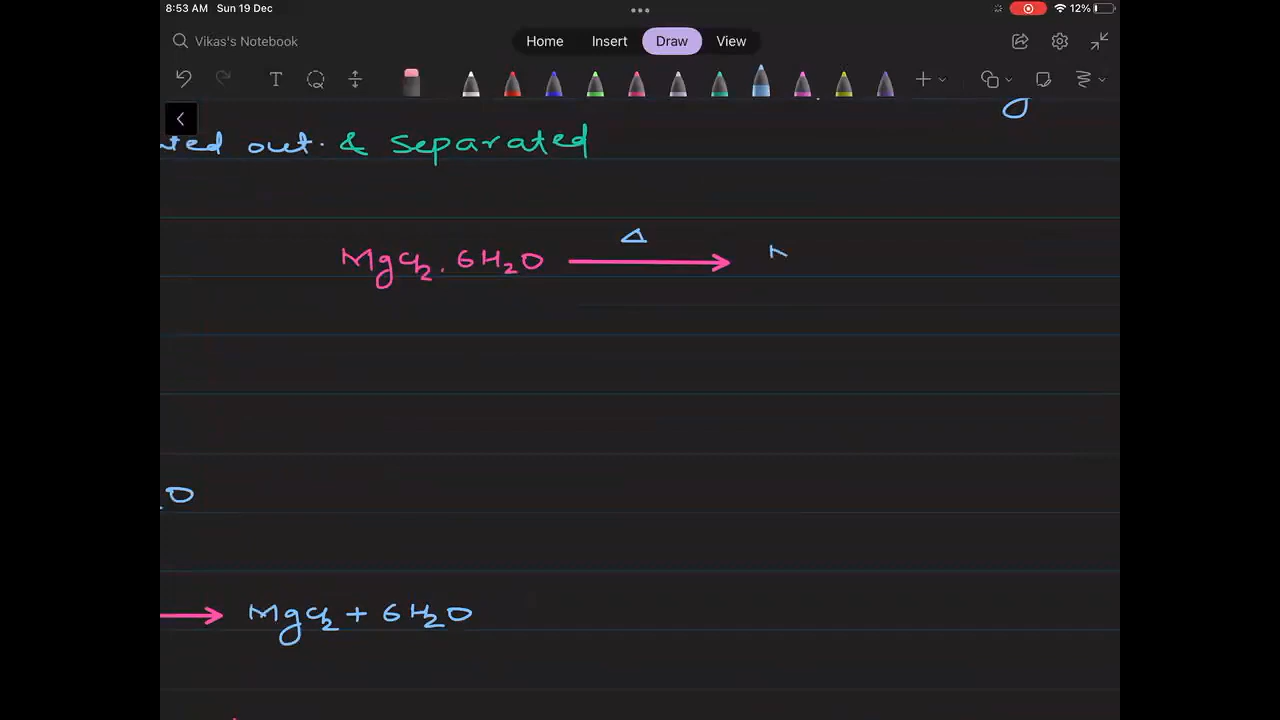 8:53 AM Sun 19 Dec
12%
Vikas's Notebook
Home Insert Draw View
T
out. & separated
MgCl₂.6H₂O ⟶ Δ
O
→ MgCl₂ + 6H₂O